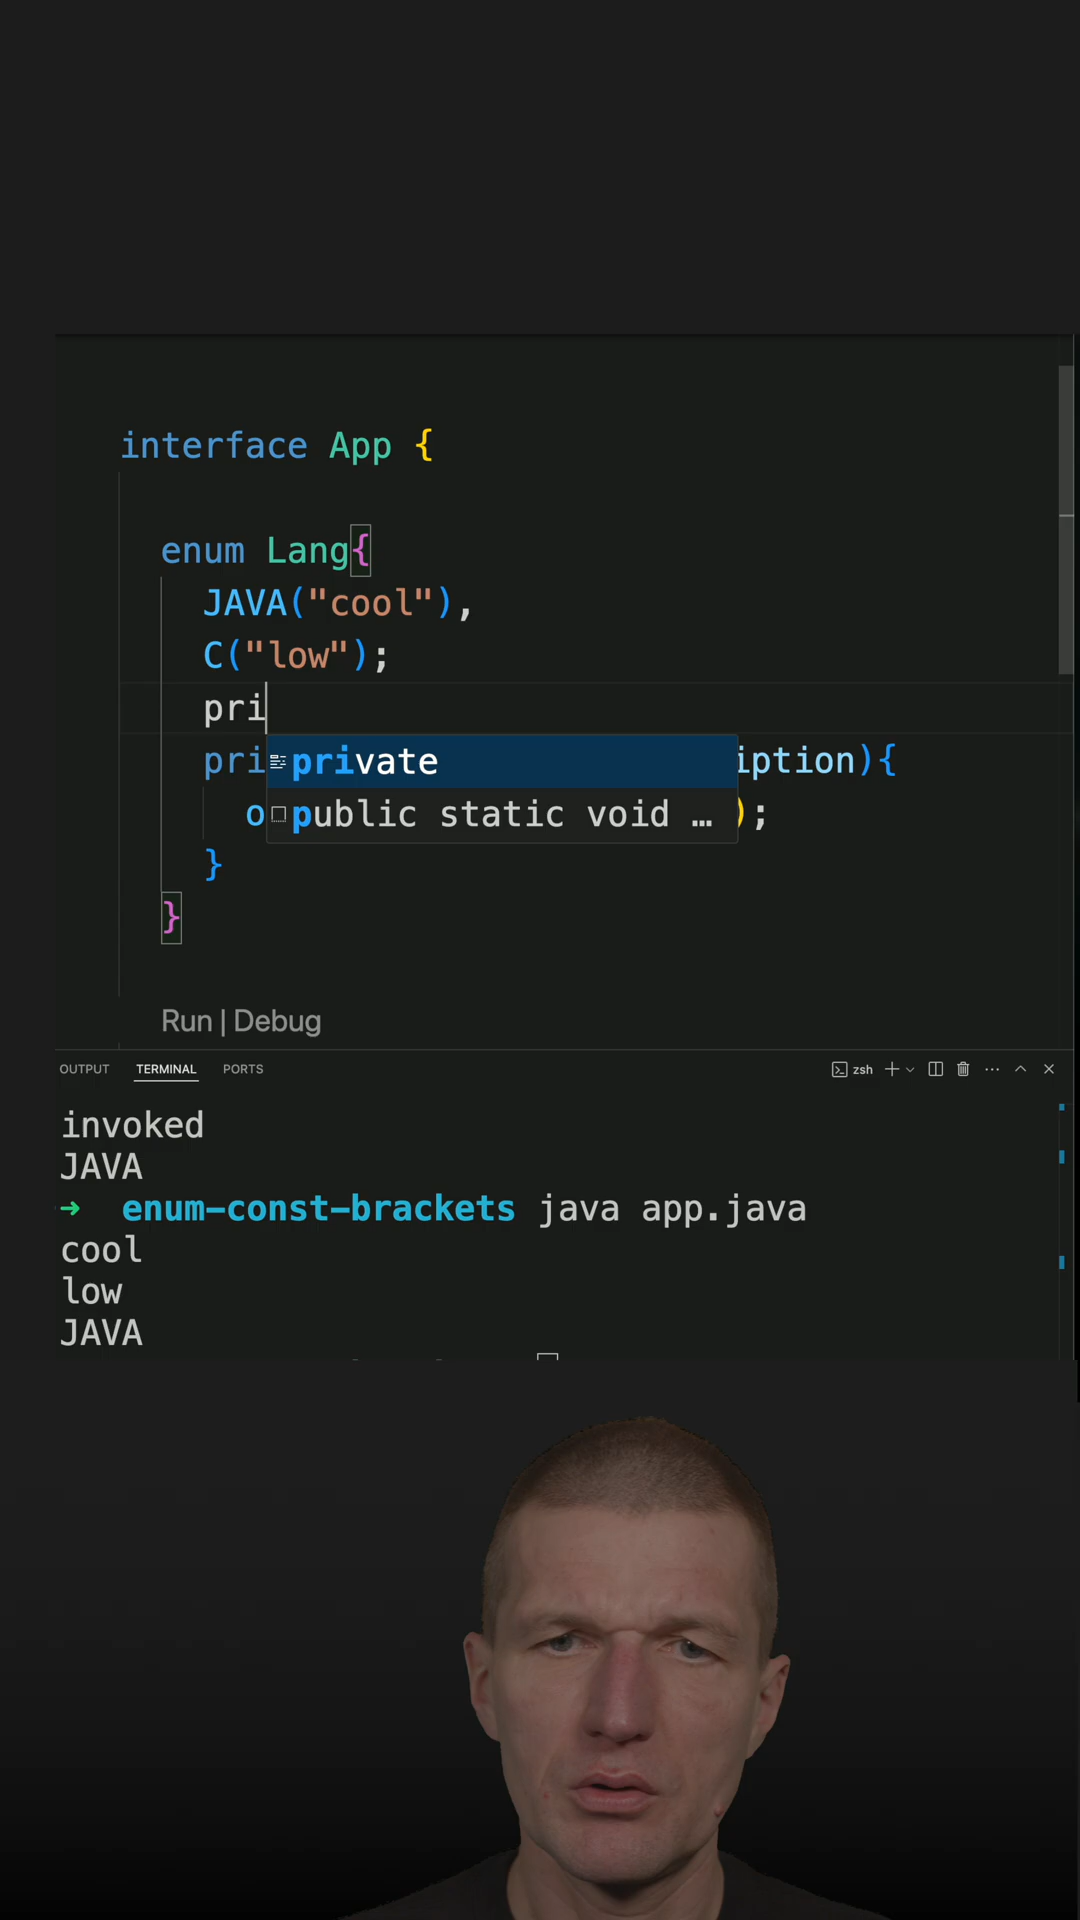 interface App {
enum Lang{
JAVA("cool"),
C("low");
pri
pri private iption){
o public static void … );
}
}
Run | Debug
OUTPUT TERMINAL PORTS zsh
invoked
JAVA
➜ enum-const-brackets java app.java
cool
low
JAVA